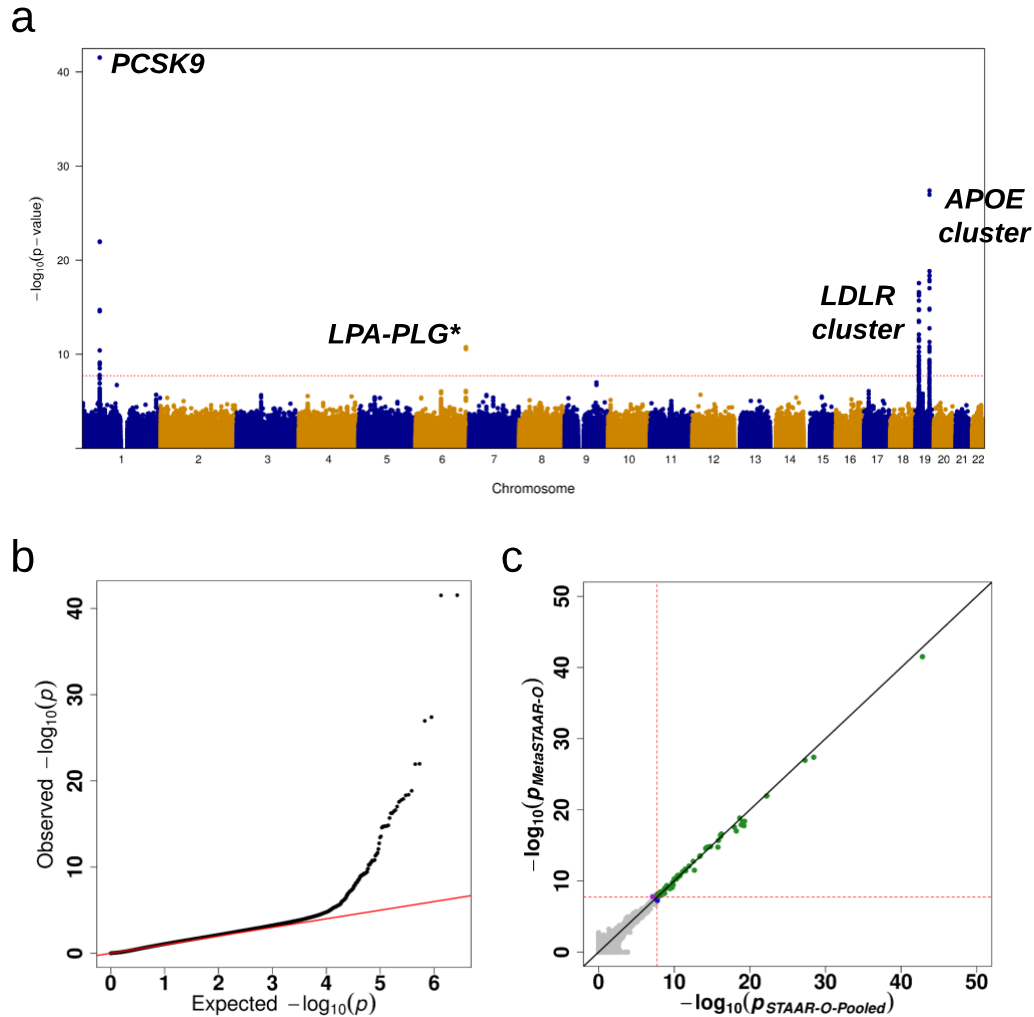 a
PCSK9
APOE
cluster
LDLR
cluster
LPA-PLG*
40
30
20
10
−log10(p−value)
1 2 3 4 5 6 7 8 9 10 11 12 13 14 15 16 17 18 19 20 21 22
Chromosome
b
Observed −log10(p)
40
30
20
10
0
0 1 2 3 4 5 6
Expected −log10(p)
c
−log10(pMetaSTAAR-O)
50
40
30
20
10
0
0 10 20 30 40 50
−log10(pSTAAR-O-Pooled)